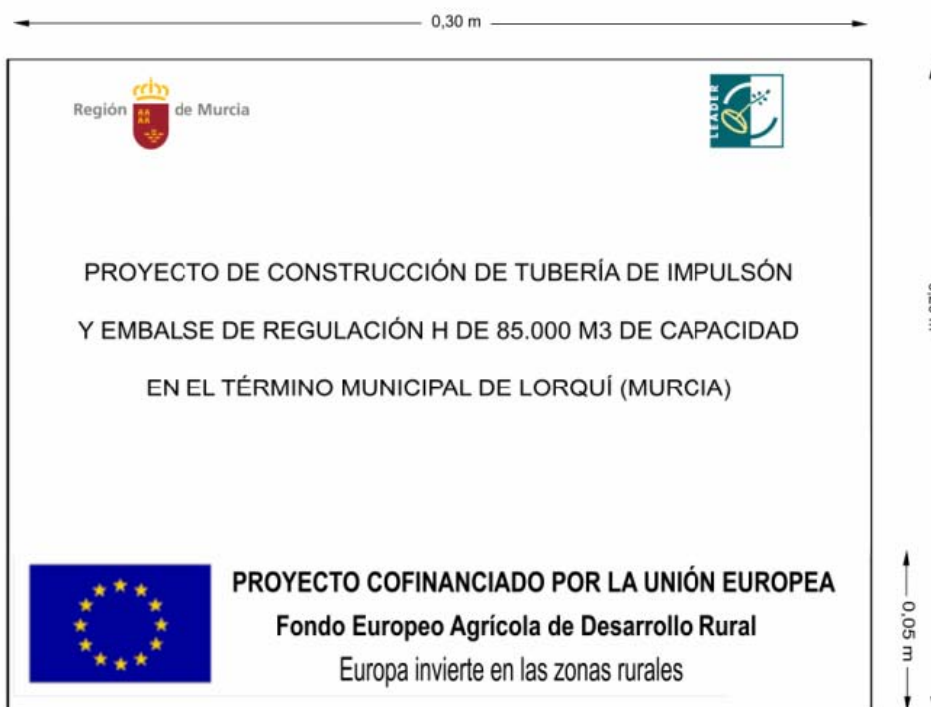 0,30 m
Región de Murcia
LEADER
PROYECTO DE CONSTRUCCIÓN DE TUBERÍA DE IMPULSÓN
Y EMBALSE DE REGULACIÓN H DE 85.000 M3 DE CAPACIDAD
EN EL TÉRMINO MUNICIPAL DE LORQUÍ (MURCIA)
PROYECTO COFINANCIADO POR LA UNIÓN EUROPEA
Fondo Europeo Agrícola de Desarrollo Rural
Europa invierte en las zonas rurales
0,05 m